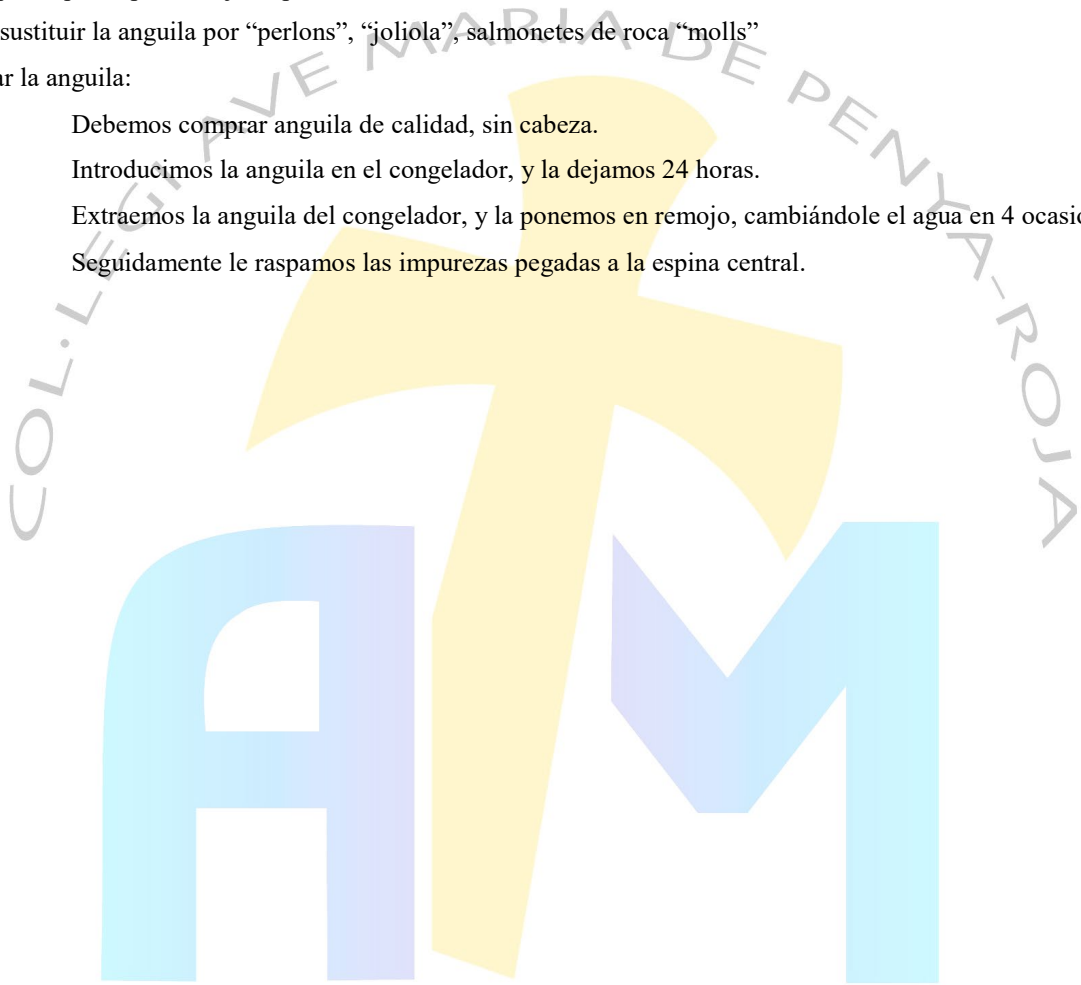 sustituir la anguila por “perlons”, “joliola”, salmonetes de roca “molls”
la anguila:
Debemos comprar anguila de calidad, sin cabeza.
Introducimos la anguila en el congelador, y la dejamos 24 horas.
Extraemos la anguila del congelador, y la ponemos en remojo, cambiándole el agua en 4
Seguidamente le raspamos las impurezas pegadas a la espina central.
COL·LEGI AVE MARIA DE PENYA-ROJA
AM